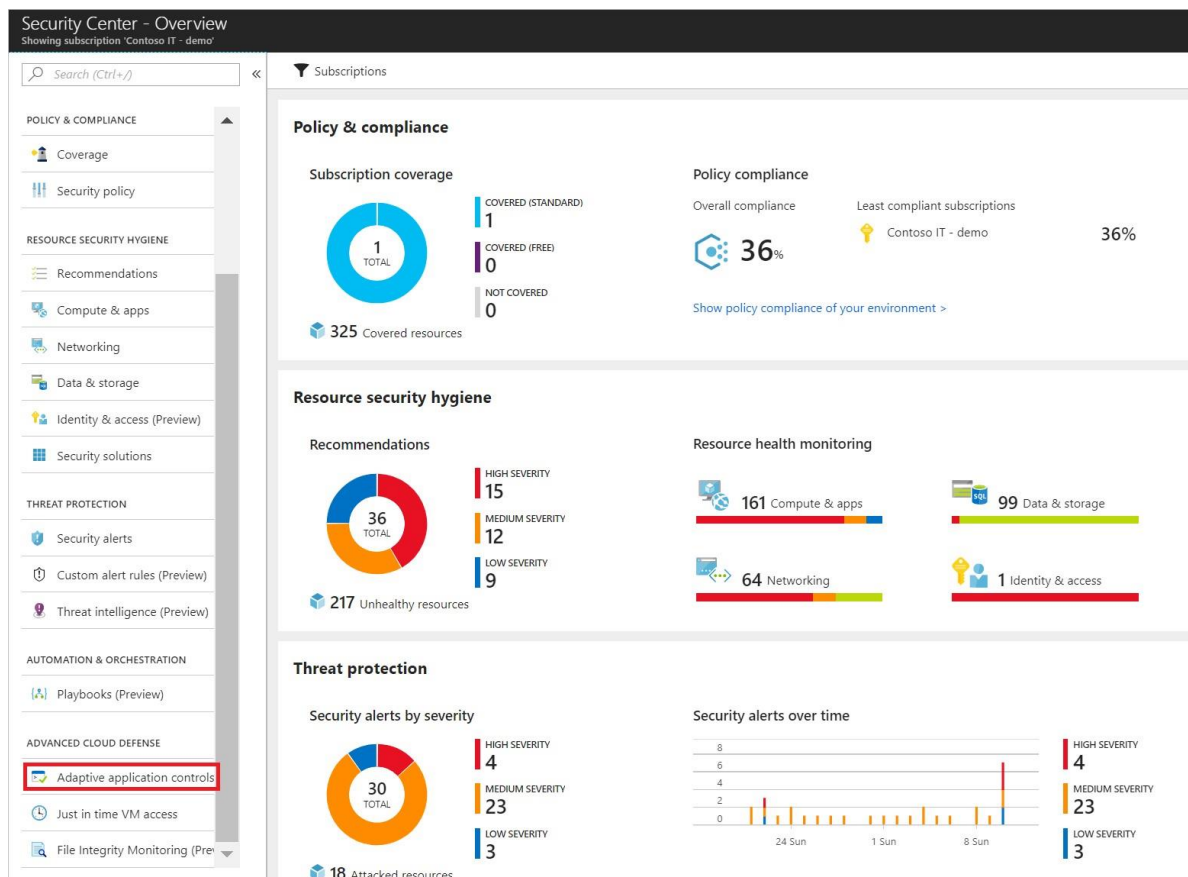 Security Center - Overview
Showing subscription 'Contoso IT - demo'
Search (Ctrl+/)
«
Subscriptions
POLICY & COMPLIANCE
Coverage
Security policy
RESOURCE SECURITY HYGIENE
Recommendations
Compute & apps
Networking
Data & storage
Identity & access (Preview)
Security solutions
THREAT PROTECTION
Security alerts
Custom alert rules (Preview)
Threat intelligence (Preview)
AUTOMATION & ORCHESTRATION
Playbooks (Preview)
ADVANCED CLOUD DEFENSE
Adaptive application controls
Just in time VM access
File Integrity Monitoring (Prev
Policy & compliance
Subscription coverage
1
TOTAL
COVERED (STANDARD)
1
COVERED (FREE)
0
NOT COVERED
0
325 Covered resources
Policy compliance
Overall compliance
36%
Least compliant subscriptions
Contoso IT - demo 36%
Show policy compliance of your environment >
Resource security hygiene
Recommendations
36
TOTAL
HIGH SEVERITY
15
MEDIUM SEVERITY
12
LOW SEVERITY
9
217 Unhealthy resources
Resource health monitoring
161 Compute & apps
SQL
99 Data & storage
64 Networking
1 Identity & access
Threat protection
Security alerts by severity
30
TOTAL
HIGH SEVERITY
4
MEDIUM SEVERITY
23
LOW SEVERITY
3
18 Attacked resources
Security alerts over time
8
6
4
2
0
24 Sun 1 Sun 8 Sun
HIGH SEVERITY
4
MEDIUM SEVERITY
23
LOW SEVERITY
3